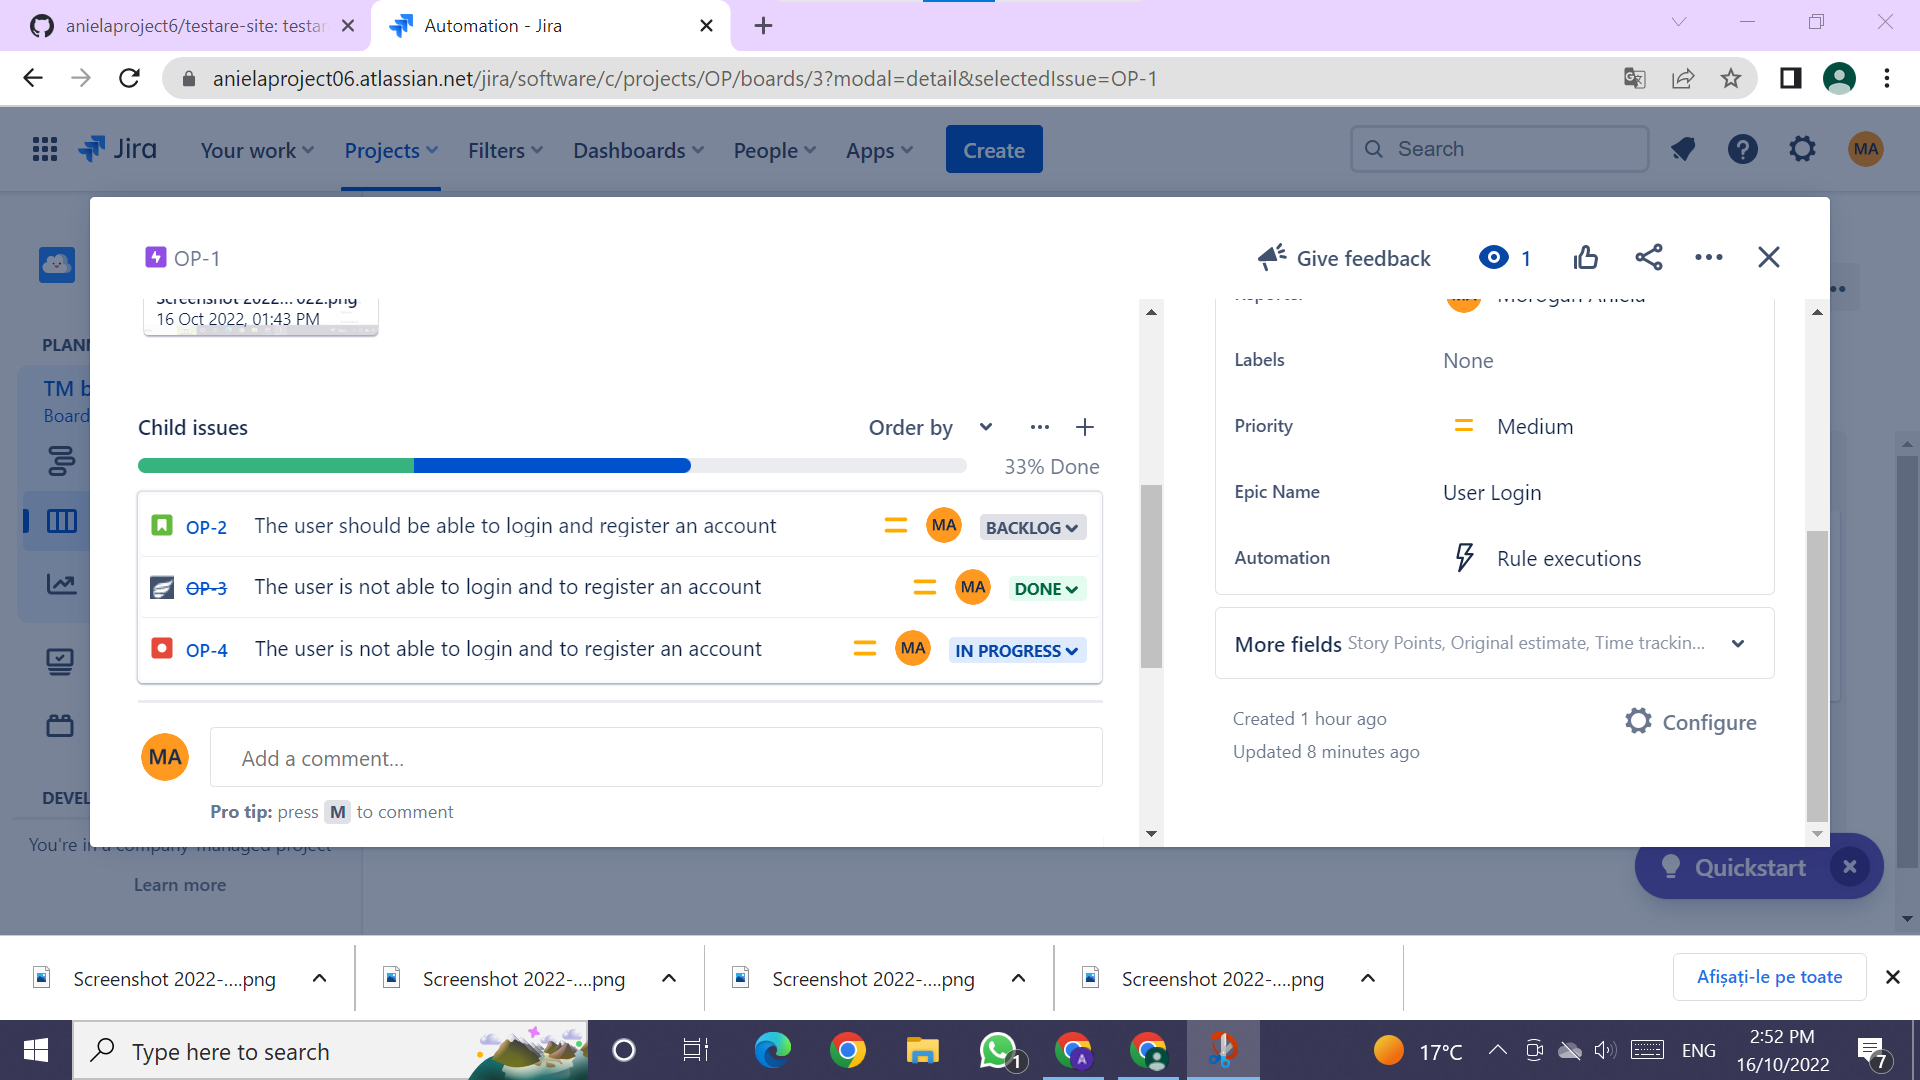 anielaproject6/testare-site: testar
Automation - Jira
anielaproject06.atlassian.net/jira/software/c/projects/OP/boards/3?modal=detail&selectedIssue=OP-1
Jira
Your work
Projects
Filters
Dashboards
People
Apps
Create
Search
MA
OP-1
Give feedback
1
Screenshot 2022... 022.png
16 Oct 2022, 01:43 PM
Reporter
Morogan Aniela
Labels
None
PLANN
TM b
Board
Child issues
Order by
Priority
Medium
33% Done
Epic Name
User Login
OP-2 The user should be able to login and register an account MA BACKLOG
Automation
Rule executions
OP-3 The user is not able to login and to register an account MA DONE
OP-4 The user is not able to login and to register an account MA IN PROGRESS
More fields Story Points, Original estimate, Time trackin...
Created 1 hour ago
Configure
Updated 8 minutes ago
MA
Add a comment...
Pro tip: press M to comment
DEVEL
You're in a company-managed project
Learn more
Quickstart
Screenshot 2022-....png
Screenshot 2022-....png
Screenshot 2022-....png
Screenshot 2022-....png
Afișați-le pe toate
Type here to search
1
A
17°C
ENG
2:52 PM
16/10/2022
7